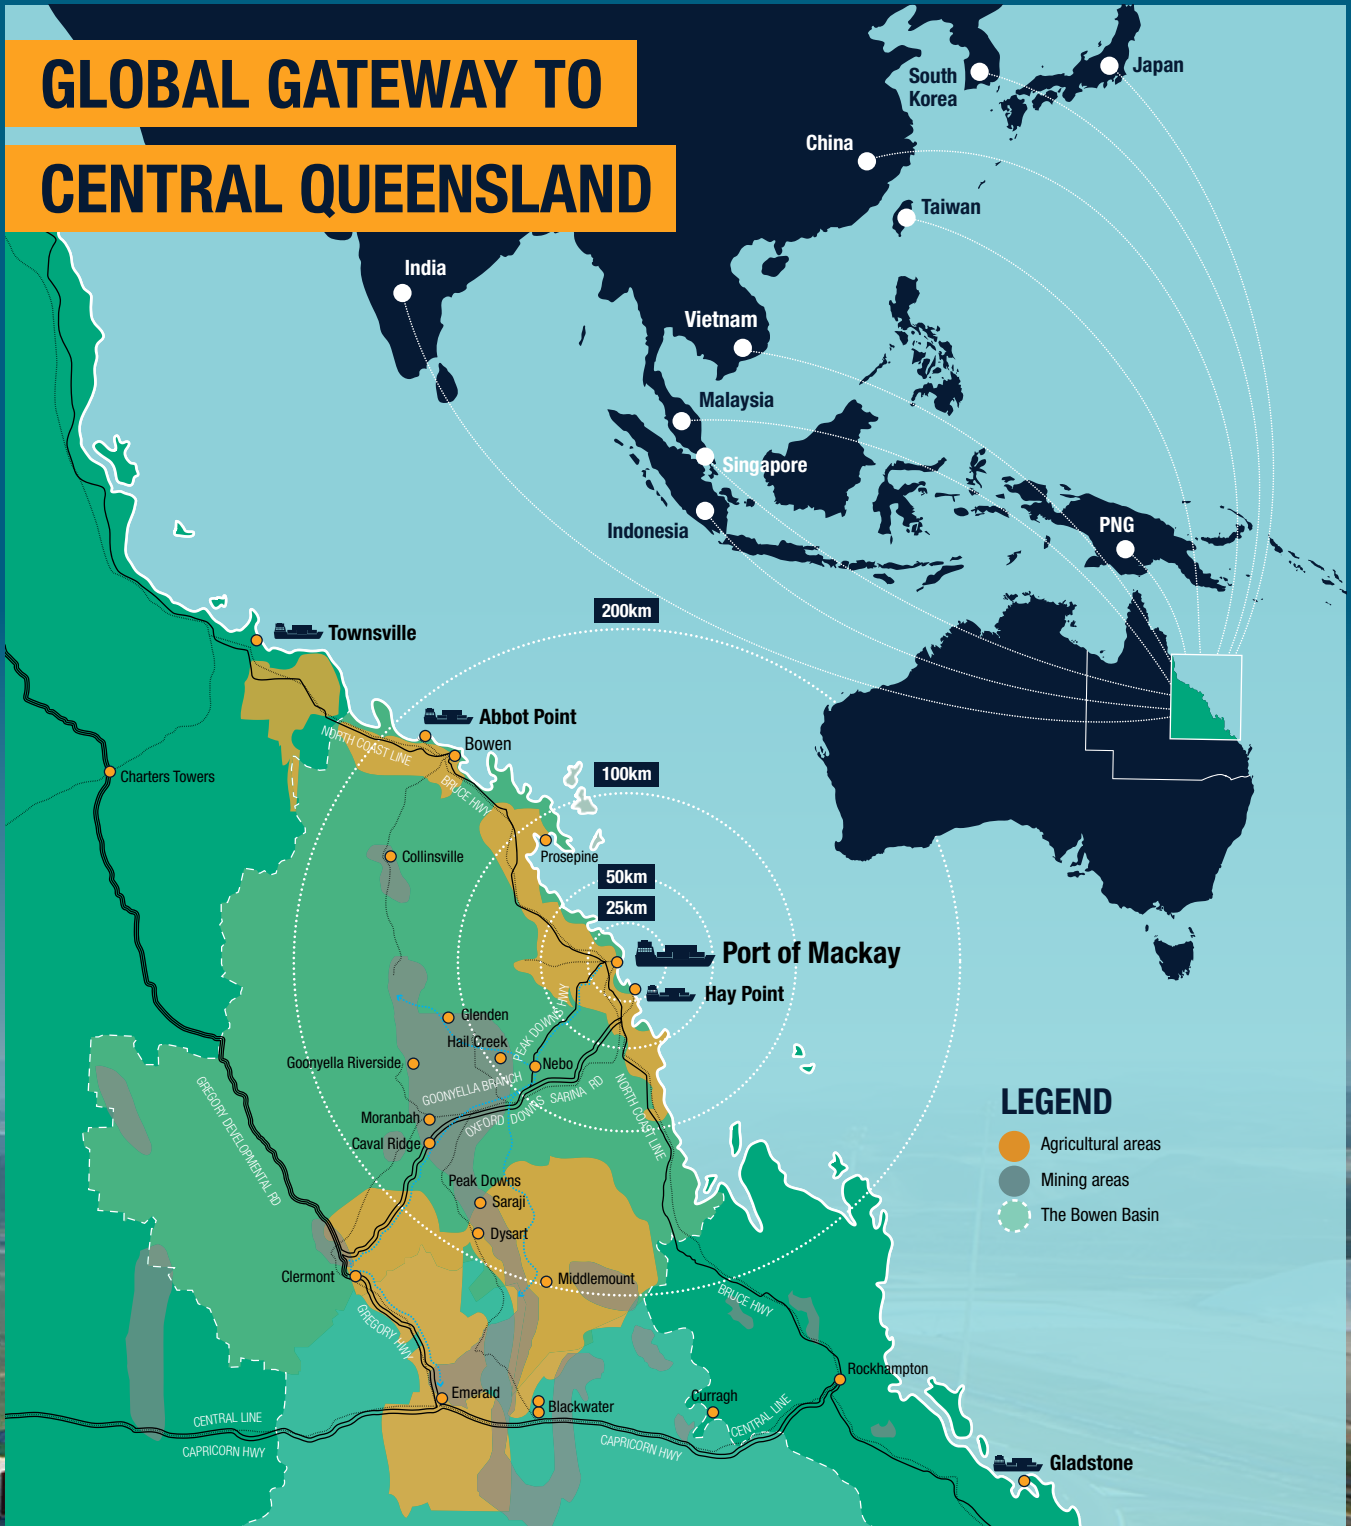 GLOBAL GATEWAY TO
CENTRAL QUEENSLAND
South
Korea
Japan
China
Taiwan
India
Vietnam
Malaysia
Singapore
Indonesia
PNG
200km
Townsville
Abbot Point
Bowen
NORTH COAST LINE
BRUCE HWY
100km
Charters Towers
Collinsville
Prosepine
50km
25km
Port of Mackay
Hay Point
Glenden
Hail Creek
PEAK DOWNS HWY
Goonyella Riverside
Nebo
GOONYELLA BRANCH
OXFORD DOWNS SARINA RD
NORTH COAST LINE
Moranbah
Caval Ridge
GREGORY DEVELOPMENTAL RD
Peak Downs
Saraji
Dysart
Clermont
Middlemount
GREGORY HWY
BRUCE HWY
LEGEND
Agricultural areas
Mining areas
The Bowen Basin
Rockhampton
Emerald
Curragh
Blackwater
CENTRAL LINE
CAPRICORN HWY
CENTRAL LINE
CAPRICORN HWY
Gladstone